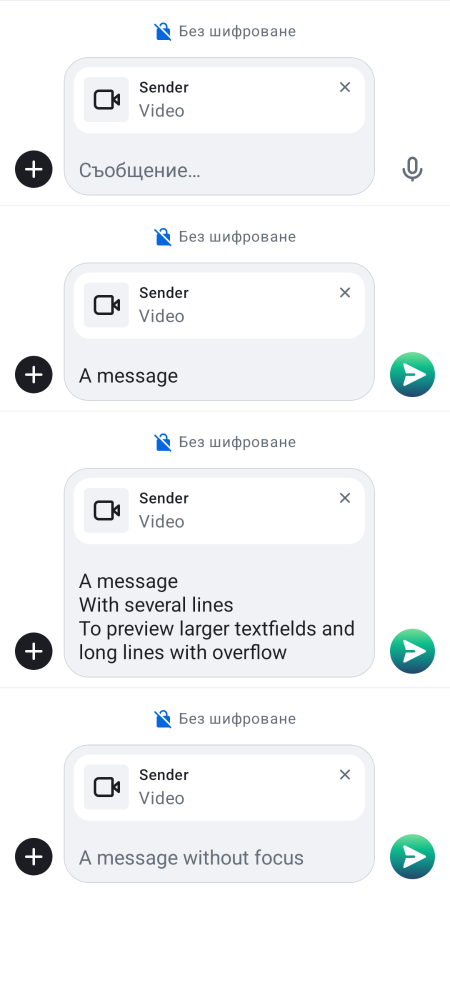 Без шифроване
Sender
Video
Съобщение…
Без шифроване
Sender
Video
A message
Без шифроване
Sender
Video
A message
With several lines
To preview larger textfields and
long lines with overflow
Без шифроване
Sender
Video
A message without focus